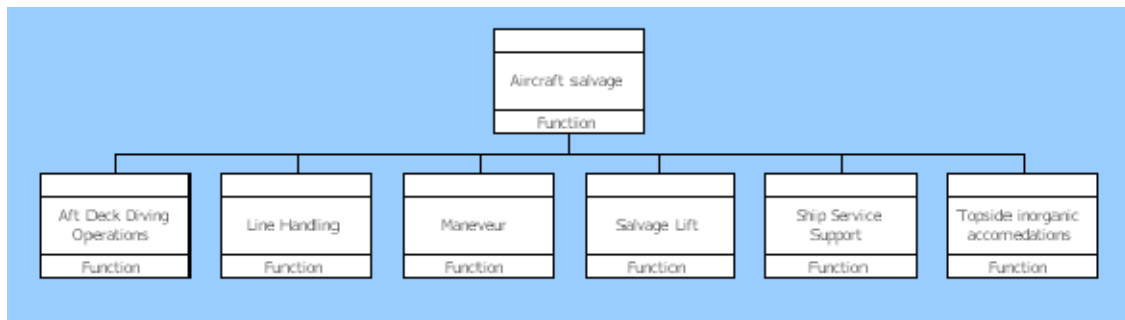 Aircraft salvage
Function
Aft Deck Diving
Operations
Function
Line Handling
Function
Maneveur
Function
Salvage Lift
Function
Ship Service
Support
Function
Topside inorganic
accomedations
Function